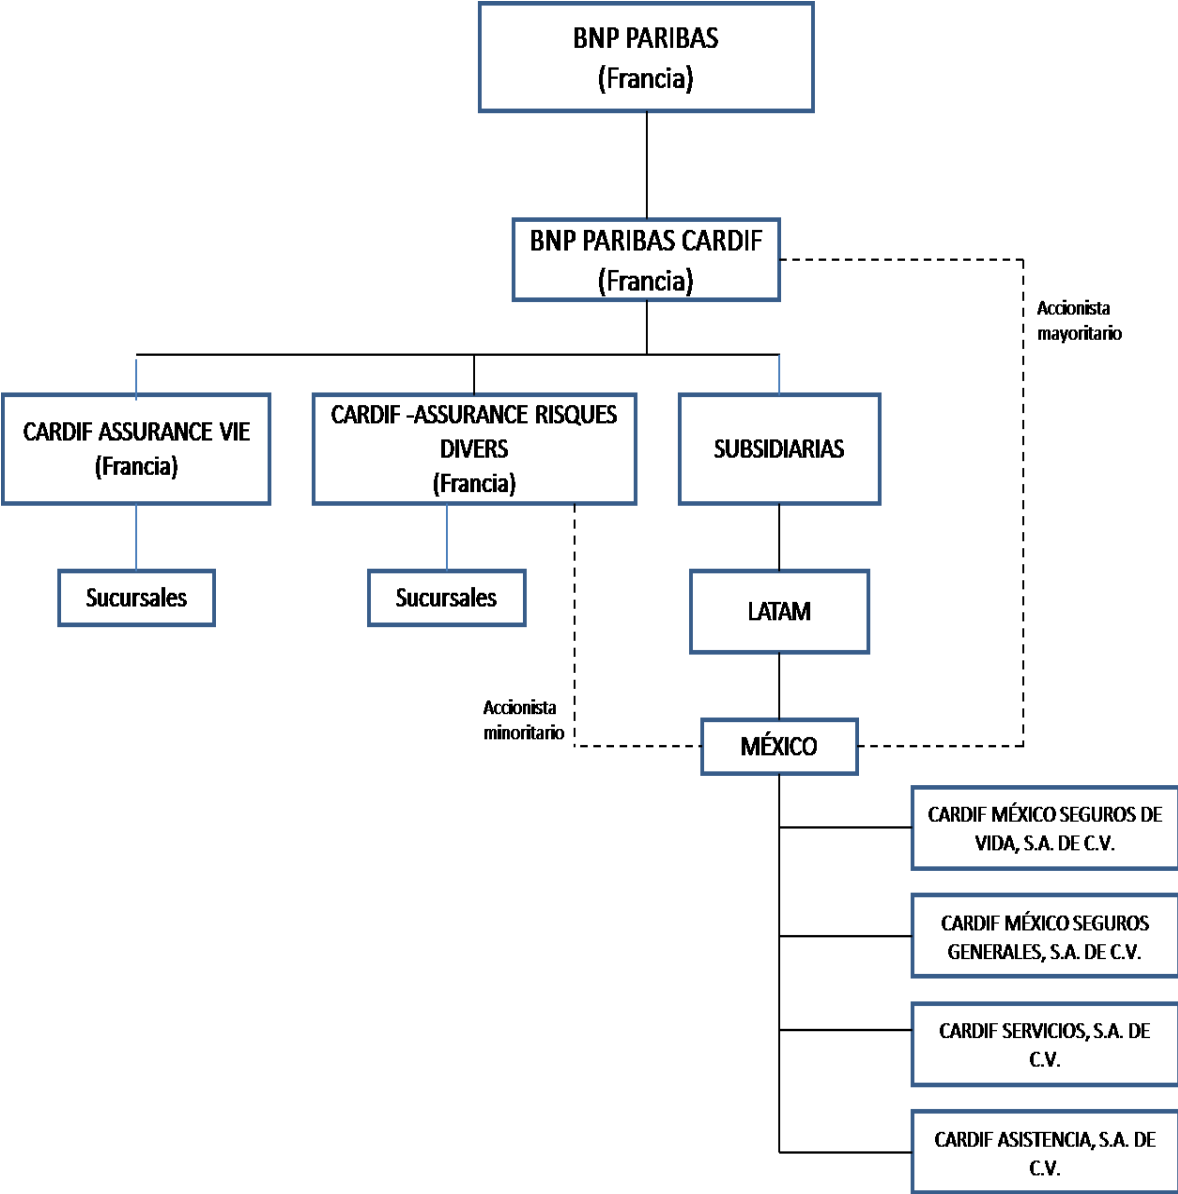 BNP PARIBAS
(Francia)
BNP PARIBAS CARDIF
(Francia)
Accionista
mayoritario
CARDIF ASSURANCE VIE
(Francia)
CARDIF -ASSURANCE RISQUES
DIVERS
(Francia)
SUBSIDIARIAS
Sucursales
Sucursales
LATAM
Accionista
minoritario
MÉXICO
CARDIF MÉXICO SEGUROS DE
VIDA, S.A. DE C.V.
CARDIF MÉXICO SEGUROS
GENERALES, S.A. DE C.V.
CARDIF SERVICIOS, S.A. DE
C.V.
CARDIF ASISTENCIA, S.A. DE
C.V.